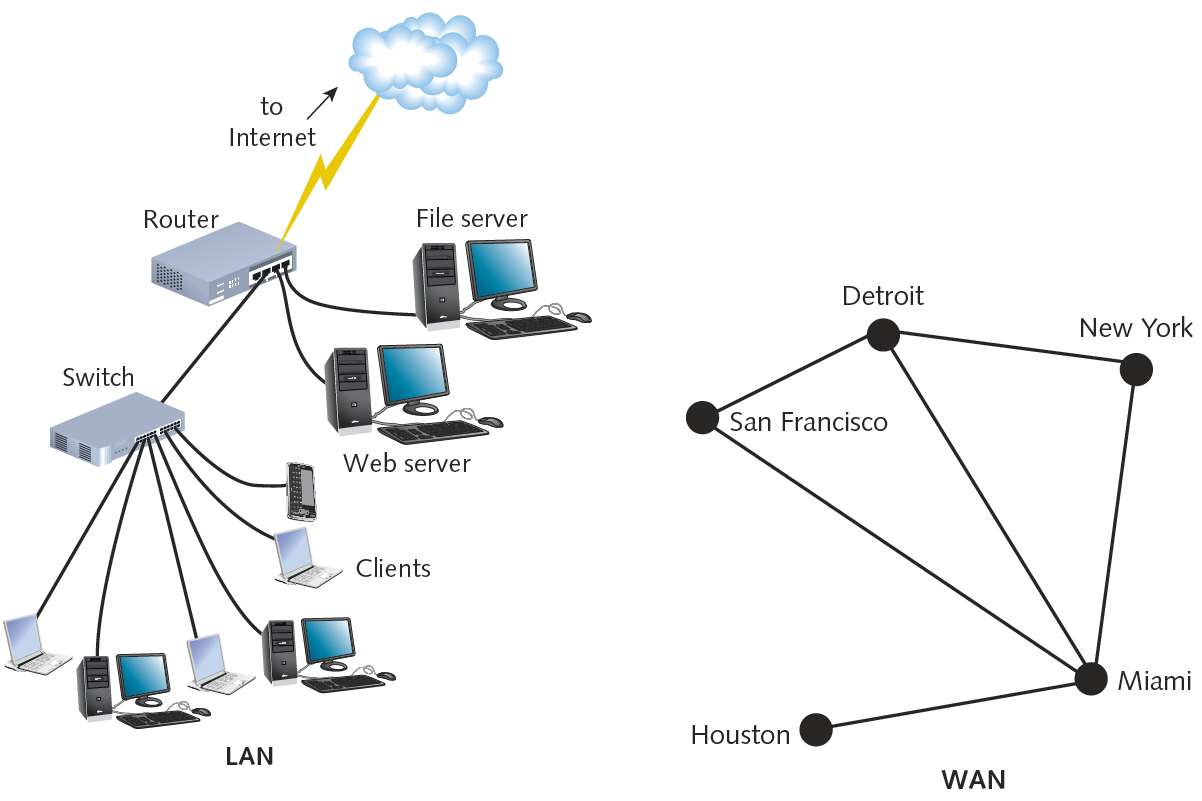 to
Internet
Router
File server
Switch
Web server
Clients
LAN
Detroit
New York
San Francisco
Miami
Houston
WAN